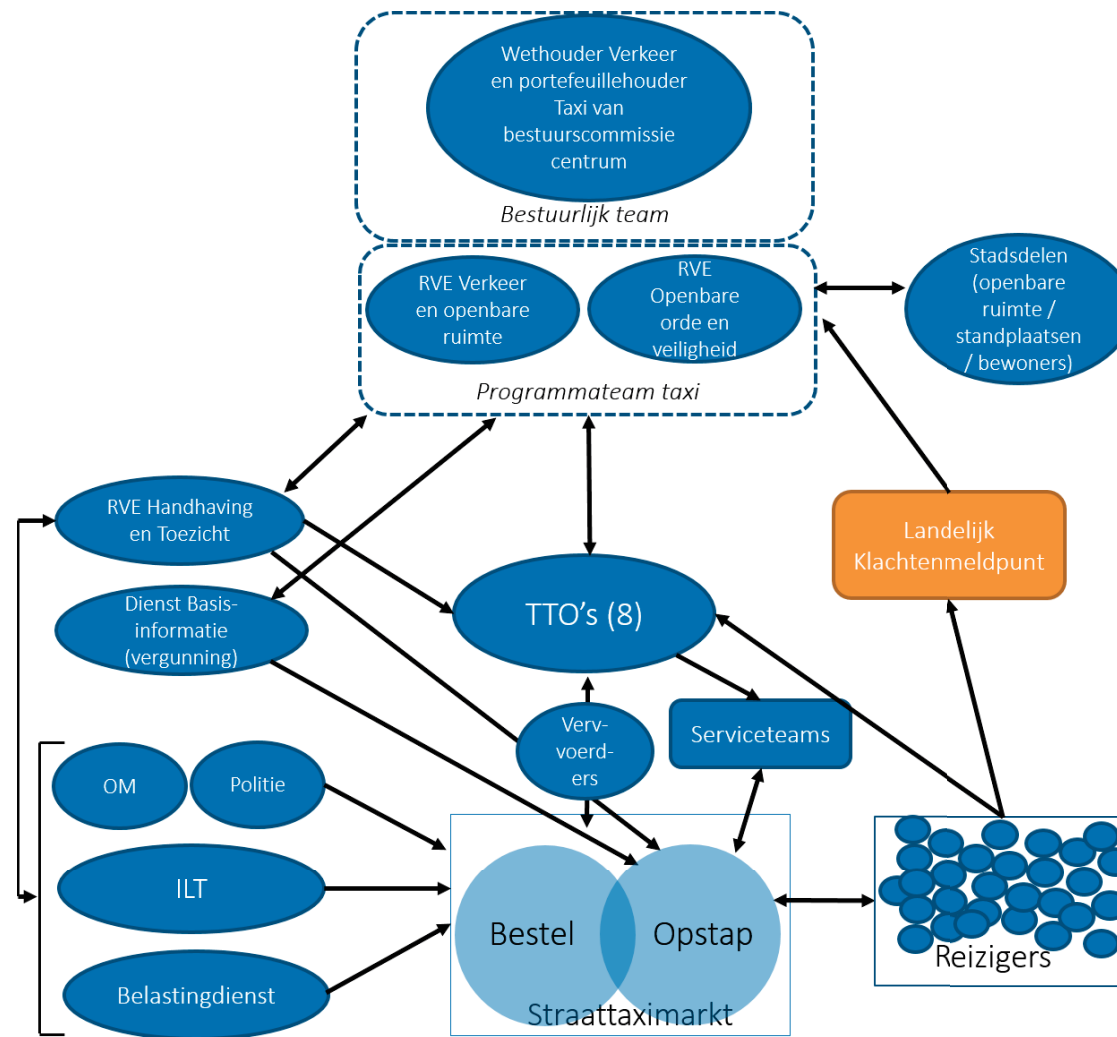 Wethouder Verkeer
en portefeuillehouder
Taxi van
bestuurscommissie
centrum
Bestuurlijk team
RVE Verkeer
en openbare
ruimte
RVE
Openbare
orde en
veiligheid
Programmateam taxi
Stadsdelen
(openbare
ruimte /
standplaatsen
/ bewoners)
RVE Handhaving
en Toezicht
Landelijk
Klachtenmeldpunt
Dienst Basis-
informatie
(vergunning)
TTO's (8)
Verv-
voerd-
ers
Serviceteams
OM
Politie
ILT
Belastingdienst
Bestel
Opstap
Straattaximarkt
Reizigers